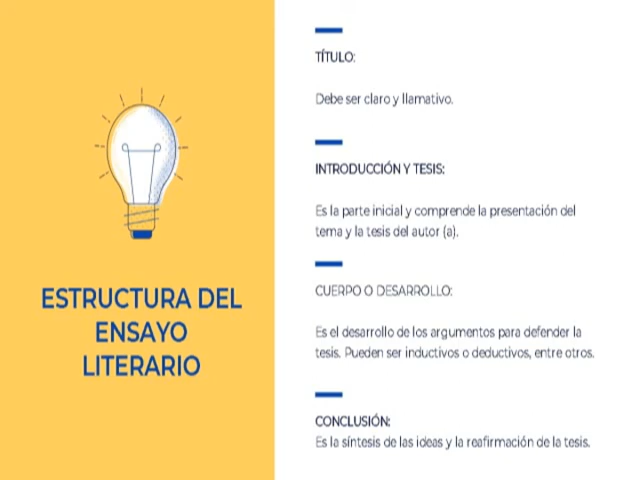 ESTRUCTURA DEL
ENSAYO
LITERARIO
TÍTULO:
Debe ser claro y llamativo.
INTRODUCCIÓN Y TESIS:
Es la parte inicial y comprende la presentación del
tema y la tesis del autor (a).
CUERPO O DESARROLLO:
Es el desarrollo de los argumentos para defender la
tesis. Pueden ser inductivos o deductivos, entre otros.
CONCLUSIÓN:
Es la síntesis de las ideas y la reafirmación de la tesis.